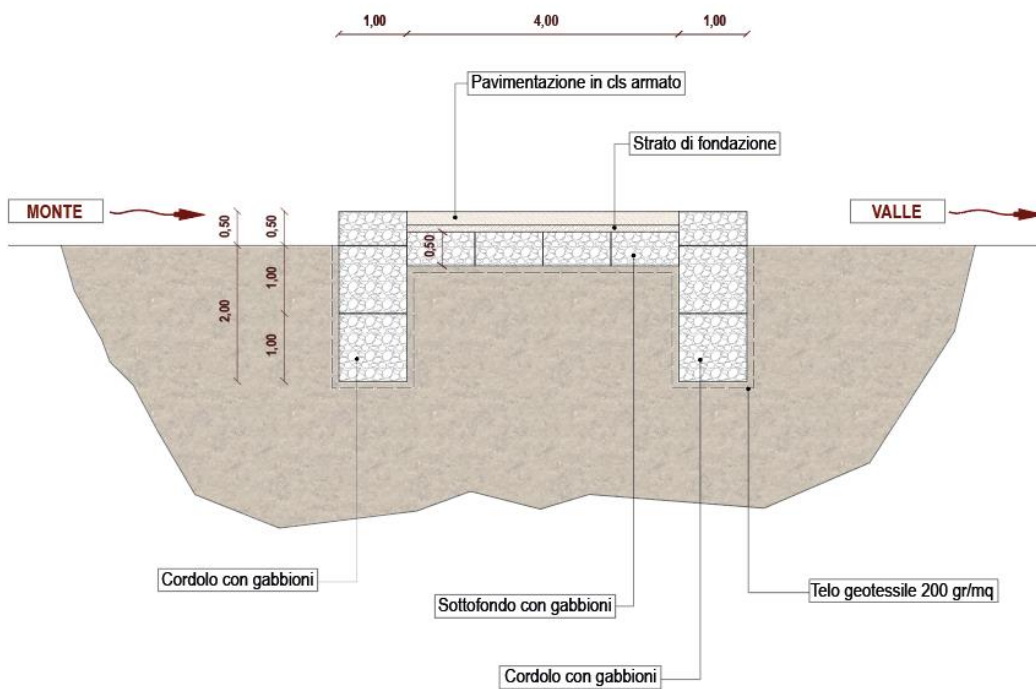 1,00 4,00 1,00
Pavimentazione in cls armato
Strato di fondazione
MONTE
VALLE
0,50
0,50
0,50
1,00
2,00
1,00
Cordolo con gabbioni
Sottofondo con gabbioni
Telo geotessile 200 gr/mq
Cordolo con gabbioni